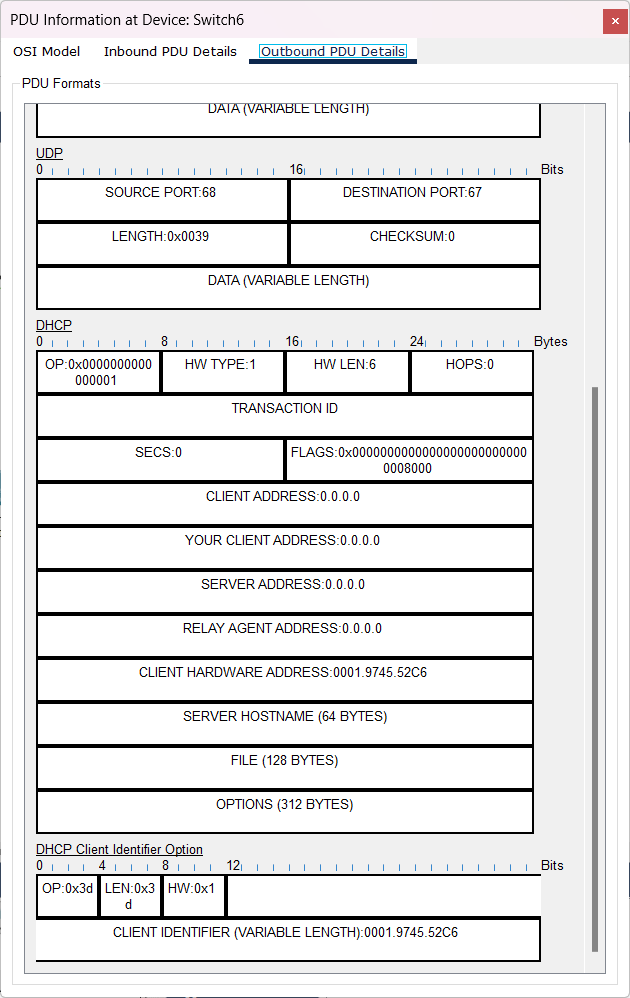 PDU Information at Device: Switch6
OSI Model Inbound PDU Details Outbound PDU Details
PDU Formats
DATA (VARIABLE LENGTH)
UDP
0 16 Bits
SOURCE PORT:68 DESTINATION PORT:67
LENGTH:0x0039 CHECKSUM:0
DATA (VARIABLE LENGTH)
DHCP
0 8 16 24 Bytes
OP:0x0000000000 HW TYPE:1 HW LEN:6 HOPS:0
000001
TRANSACTION ID
SECS:0 FLAGS:0x000000000000000000000000
0008000
CLIENT ADDRESS:0.0.0.0
YOUR CLIENT ADDRESS:0.0.0.0
SERVER ADDRESS:0.0.0.0
RELAY AGENT ADDRESS:0.0.0.0
CLIENT HARDWARE ADDRESS:0001.9745.52C6
SERVER HOSTNAME (64 BYTES)
FILE (128 BYTES)
OPTIONS (312 BYTES)
DHCP Client Identifier Option
0 4 8 12 Bits
OP:0x3d LEN:0x3 HW:0x1
d
CLIENT IDENTIFIER (VARIABLE LENGTH):0001.9745.52C6